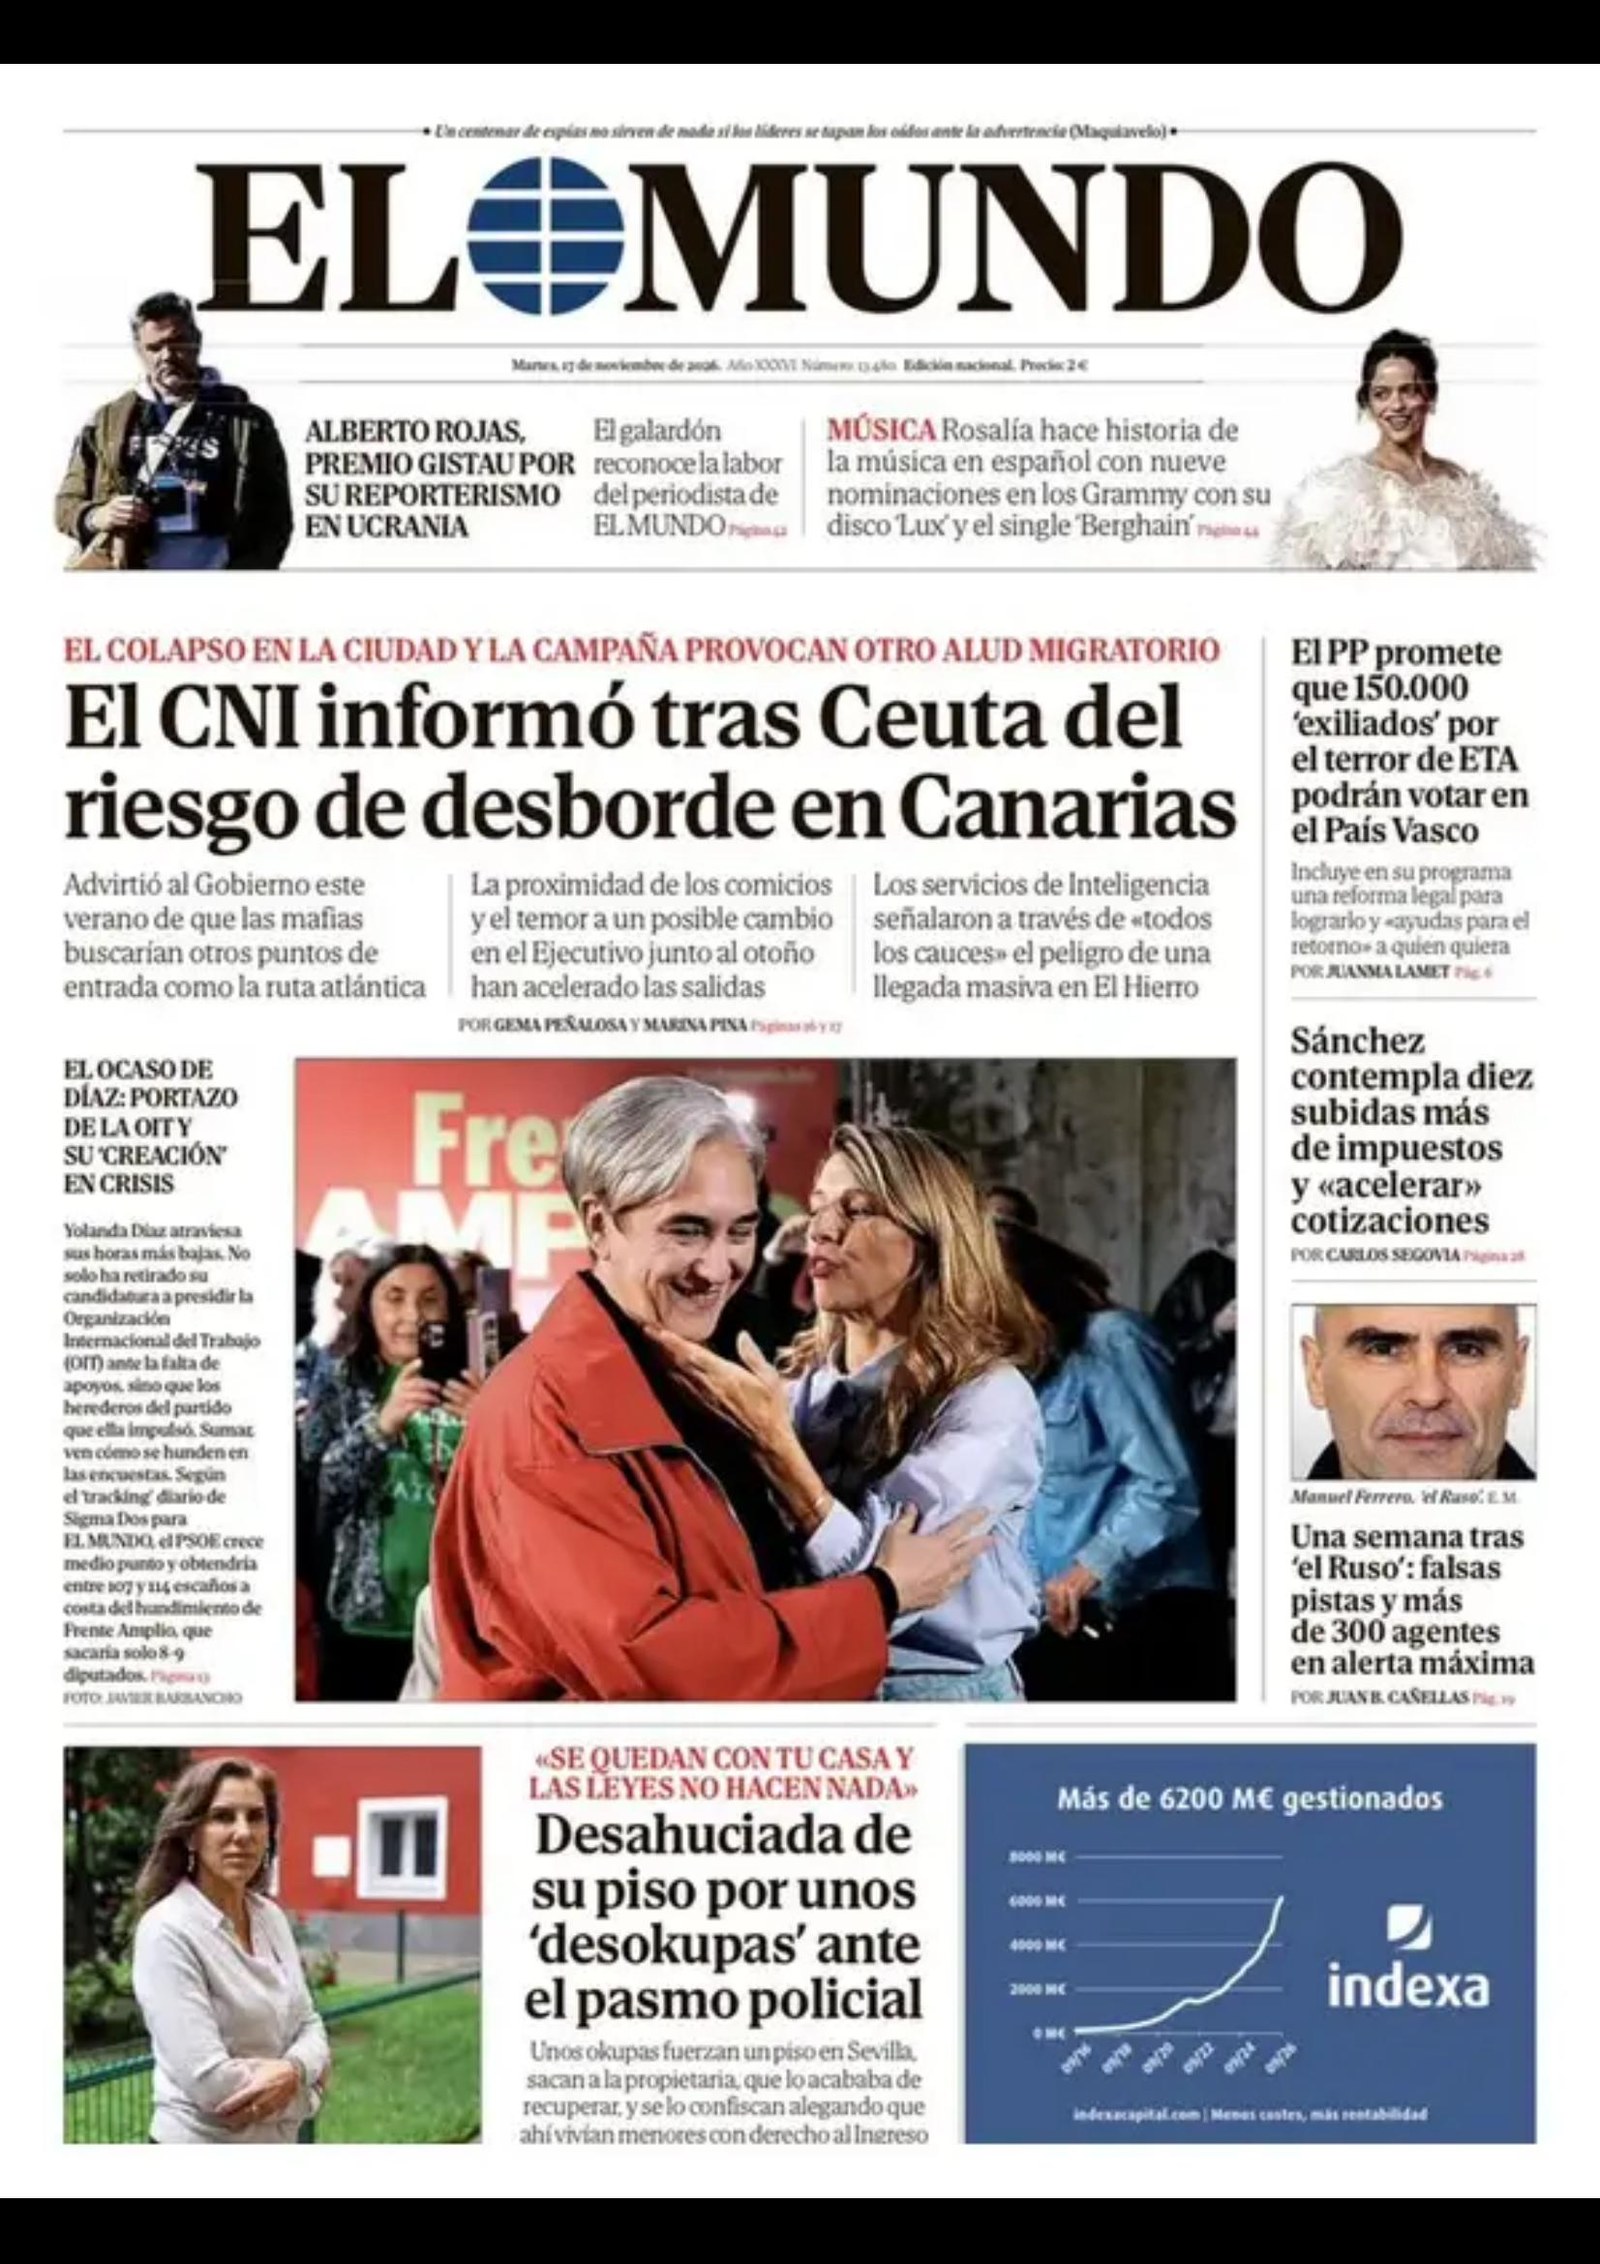 • Un centenar de espías no sirven de nada si los líderes se tapan los oídos ante la advertencia (Maquiavelo) •
EL MUNDO
Martes, 17 de noviembre de 2026. Año XXXVI Número: 13.480. Edición nacional. Precio: 2 €
PRESS
ALBERTO ROJAS,
PREMIO GISTAU POR
SU REPORTERISMO
EN UCRANIA
El galardón
reconoce la labor
del periodista de
EL MUNDO Página 42
MÚSICA Rosalía hace historia de
la música en español con nueve
nominaciones en los Grammy con su
disco 'Lux' y el single 'Berghain' Página 44
EL COLAPSO EN LA CIUDAD Y LA CAMPAÑA PROVOCAN OTRO ALUD MIGRATORIO
El CNI informó tras Ceuta del
riesgo de desborde en Canarias
Advirtió al Gobierno este
verano de que las mafias
buscarían otros puntos de
entrada como la ruta atlántica
La proximidad de los comicios
y el temor a un posible cambio
en el Ejecutivo junto al otoño
han acelerado las salidas
Los servicios de Inteligencia
señalaron a través de «todos
los cauces» el peligro de una
llegada masiva en El Hierro
POR GEMA PEÑALOSA Y MARINA PINA Páginas 16 y 17
EL OCASO DE
DÍAZ: PORTAZO
DE LA OIT Y
SU 'CREACIÓN'
EN CRISIS
Yolanda Díaz atraviesa
sus horas más bajas. No
solo ha retirado su
candidatura a presidir la
Organización
Internacional del Trabajo
(OIT) ante la falta de
apoyos, sino que los
herederos del partido
que ella impulsó, Sumar,
ven cómo se hunden en
las encuestas. Según
el 'tracking' diario de
Sigma Dos para
EL MUNDO, el PSOE crece
medio punto y obtendría
entre 107 y 114 escaños a
costa del hundimiento de
Frente Amplio, que
sacaría solo 8-9
diputados. Página 13
FOTO: JAVIER BARBANCHO
Fre
AMP
El PP promete
que 150.000
'exiliados' por
el terror de ETA
podrán votar en
el País Vasco
Incluye en su programa
una reforma legal para
lograrlo y «ayudas para el
retorno» a quien quiera
POR JUANMA LAMET Pág. 6
Sánchez
contempla diez
subidas más
de impuestos
y «acelerar»
cotizaciones
POR CARLOS SEGOVIA Página 28
Manuel Ferrero, 'el Ruso'. E. M.
Una semana tras
'el Ruso': falsas
pistas y más
de 300 agentes
en alerta máxima
POR JUAN B. CAÑELLAS Pág. 19
«SE QUEDAN CON TU CASA Y
LAS LEYES NO HACEN NADA»
Desahuciada de
su piso por unos
'desokupas' ante
el pasmo policial
Unos okupas fuerzan un piso en Sevilla,
sacan a la propietaria, que lo acababa de
recuperar, y se lo confiscan alegando que
ahí vivían menores con derecho al Ingreso
Más de 6200 M€ gestionados
8000 M€
6000 M€
4000 M€
2000 M€
0 M€
09/16 09/18 09/20 09/22 09/24 09/26
indexa
indexacapital.com | Menos costes, más rentabilidad